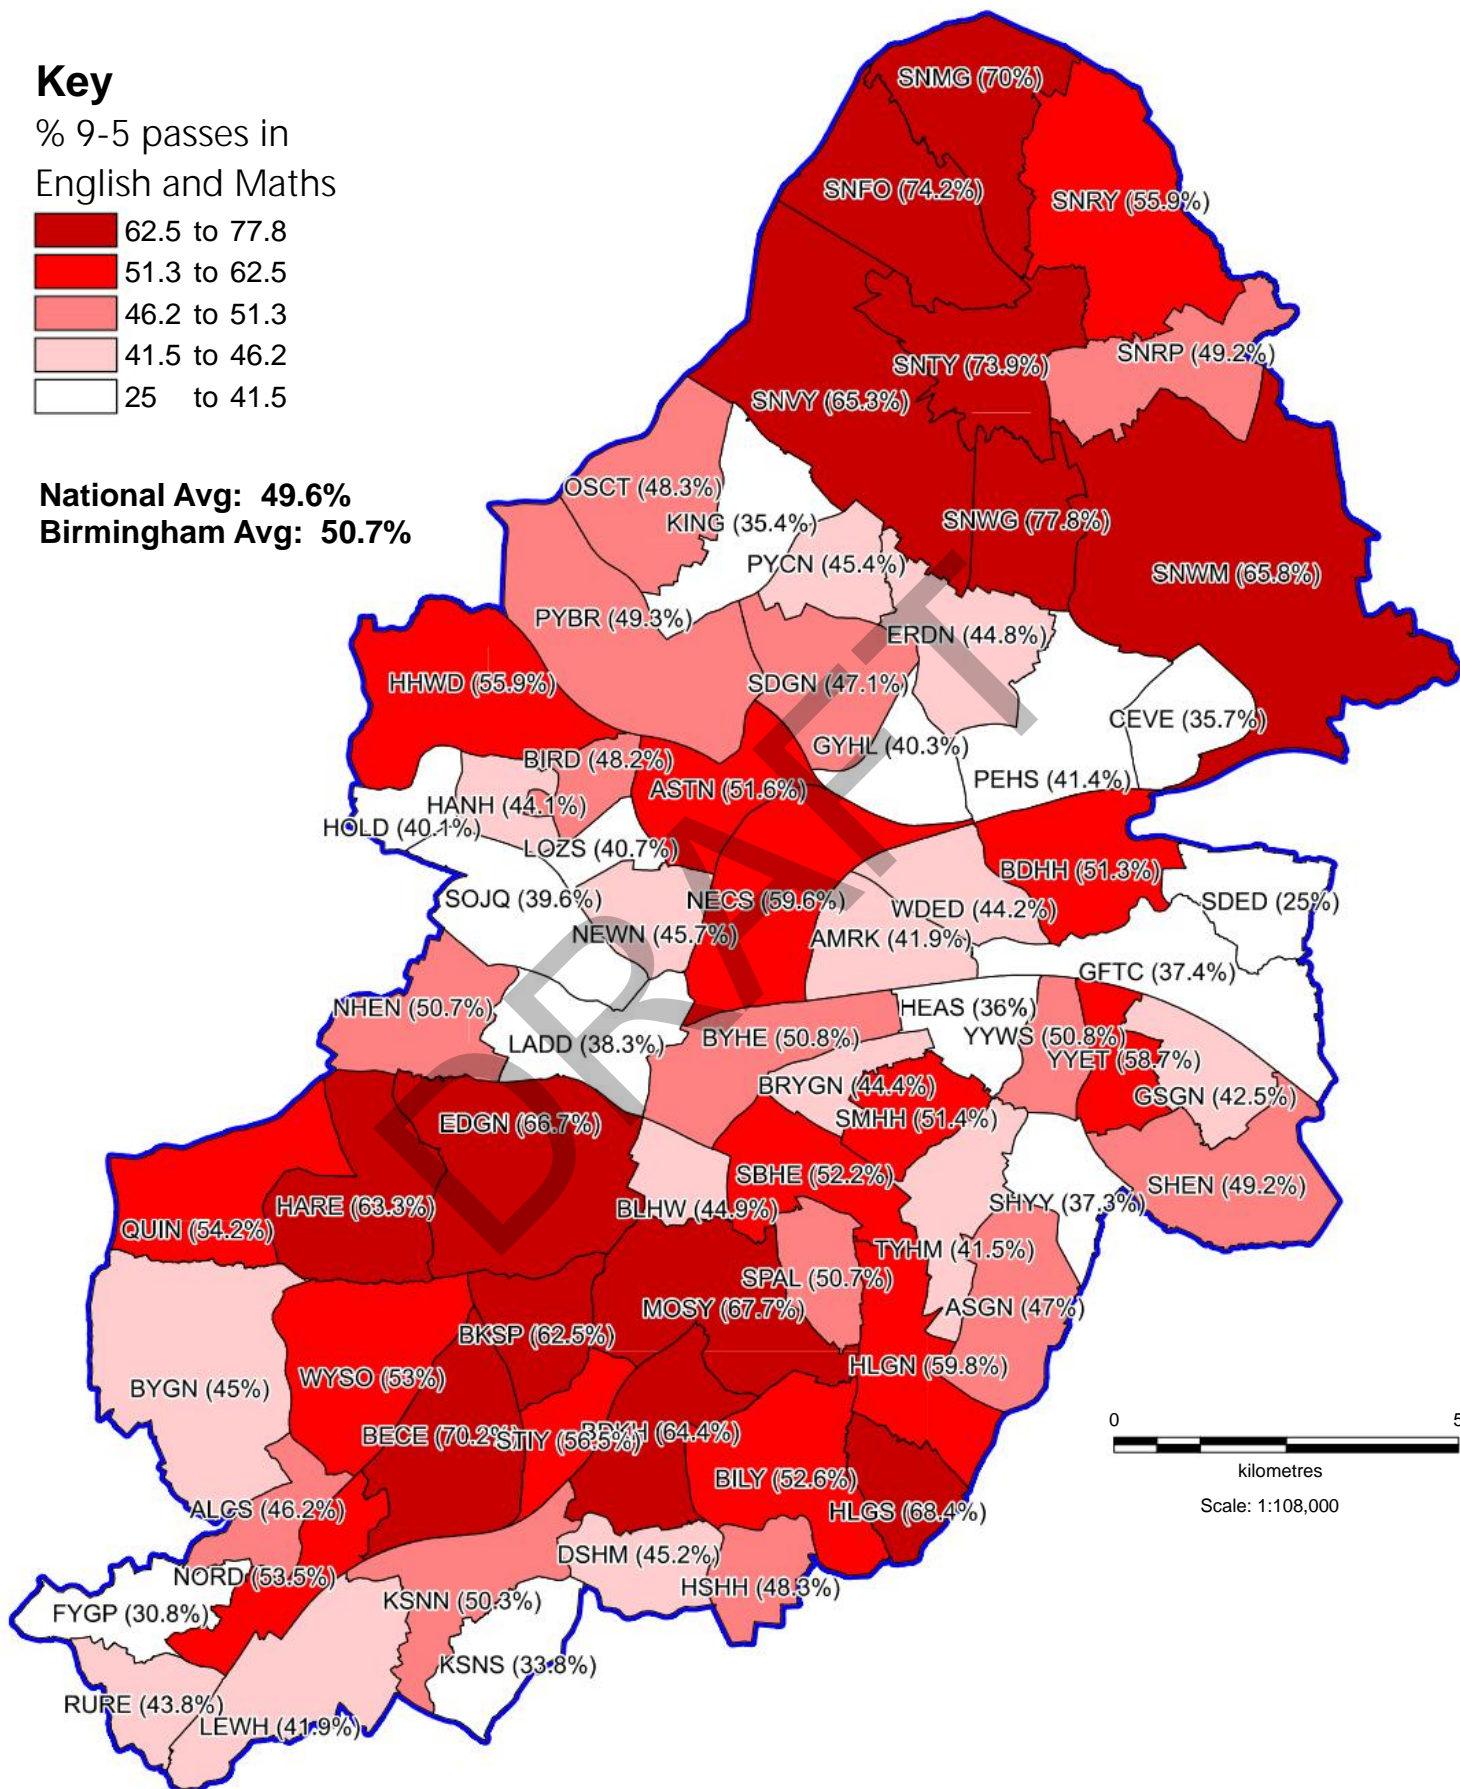 Key
% 9-5 passes in
English and Maths
62.5 to 77.8
51.3 to 62.5
46.2 to 51.3
41.5 to 46.2
25 to 41.5
National Avg: 49.6%
Birmingham Avg: 50.7%
SNMG (70%)
SNFO (74.2%)
SNRY (55.9%)
SNRP (49.2%)
SNTY (73.9%)
SNVY (65.3%)
OSCT (48.3%)
KING (35.4%)
SNWG (77.8%)
PYCN (45.4%)
SNWM (65.8%)
PYBR (49.3%)
ERDN (44.8%)
HHWD (55.9%)
SDGN (47.1%)
CEVE (35.7%)
GYHL (40.3%)
BIRD (48.2%)
PEHS (41.4%)
ASTN (51.6%)
HANH (44.1%)
HOLD (40.1%)
LOZS (40.7%)
BDHH (51.3%)
SOJQ (39.6%)
NECS (59.6%)
WDED (44.2%)
SDED (25%)
NEWN (45.7%)
AMRK (41.9%)
GFTC (37.4%)
NHEN (50.7%)
HEAS (36%)
LADD (38.3%)
BYHE (50.8%)
YYWS (50.8%)
YYET (58.7%)
BRYGN (44.4%)
GSGN (42.5%)
SMHH (51.4%)
EDGN (66.7%)
SBHE (52.2%)
SHEN (49.2%)
HARE (63.3%)
BLHW (44.9%)
SHYY (37.3%)
QUIN (54.2%)
TYHM (41.5%)
SPAL (50.7%)
MOSY (67.7%)
ASGN (47%)
BKSP (62.5%)
HLGN (59.8%)
WYSO (53%)
BYGN (45%)
BECE (70.2%)
STIY (56.5%)
BDKH (64.4%)
BILY (52.6%)
ALCS (46.2%)
HLGS (68.4%)
DSHM (45.2%)
NORD (53.5%)
HSHH (48.3%)
KSNN (50.3%)
FYGP (30.8%)
KSNS (33.8%)
RURE (43.8%)
LEWH (41.9%)
0 5
kilometres
Scale: 1:108,000
DRAFT